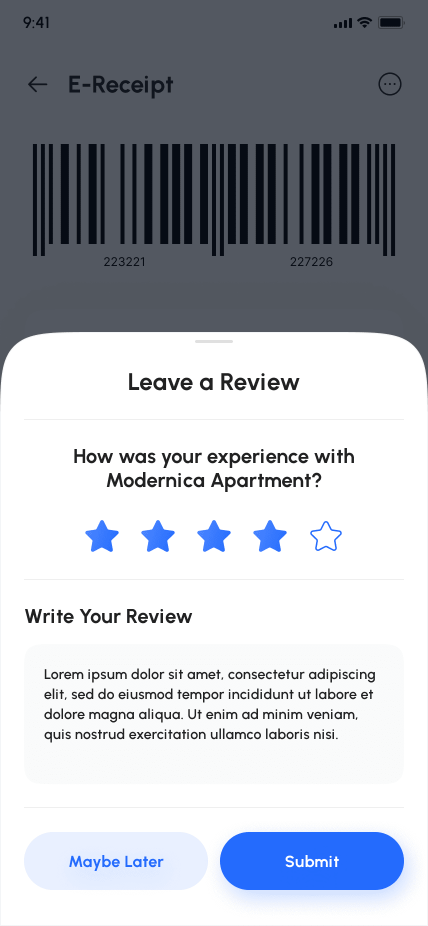 9:41
E-Receipt
223221 227226
Leave a Review
How was your experience with
Modernica Apartment?
Write Your Review
Lorem ipsum dolor sit amet, consectetur adipiscing
elit, sed do eiusmod tempor incididunt ut labore et
dolore magna aliqua. Ut enim ad minim veniam,
quis nostrud exercitation ullamco laboris nisi.
Maybe Later Submit